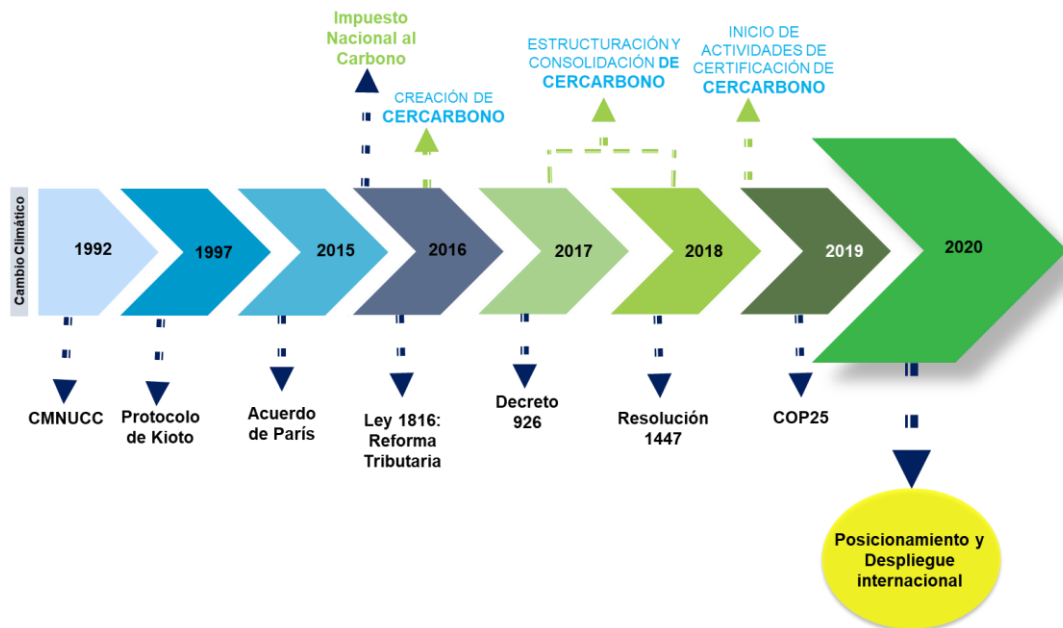 Impuesto
Nacional al
Carbono
CREACIÓN DE
CERCARBONO
ESTRUCTURACIÓN Y
CONSOLIDACIÓN DE
CERCARBONO
INICIO DE
ACTIVIDADES DE
CERTIFICACIÓN DE
CERCARBONO
Cambio Climático
1992
1997
2015
2016
2017
2018
2019
2020
CMNUCC
Protocolo
de Kioto
Acuerdo
de París
Ley 1816:
Reforma
Tributaria
Decreto
926
Resolución
1447
COP25
Posicionamiento y
Despliegue
internacional